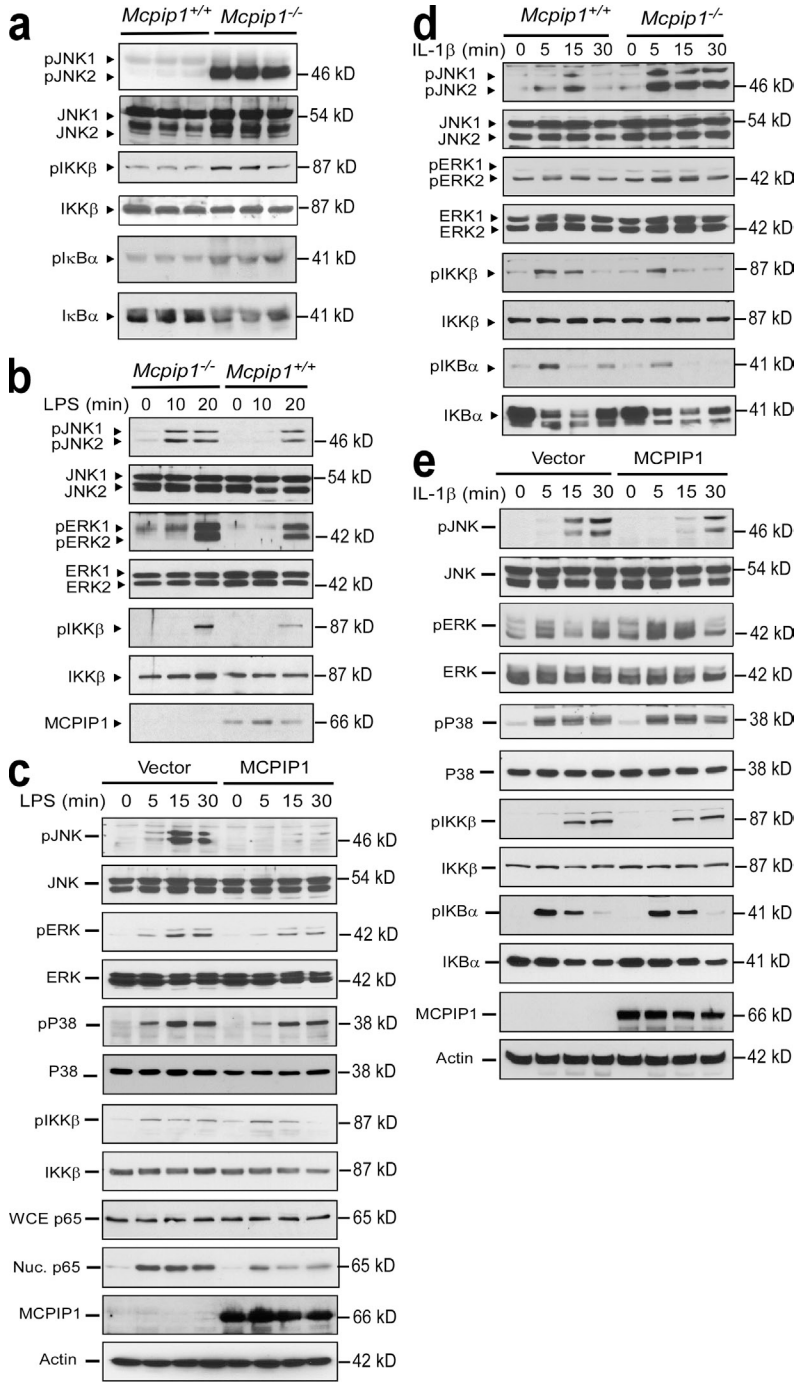 a
Mcpip1+/+ Mcpip1-/-
pJNK1
pJNK2 46 kD
JNK1 54 kD
JNK2
pIKKβ 87 kD
IKKβ 87 kD
pIκBα 41 kD
IκBα 41 kD
b
Mcpip1-/- Mcpip1+/+
LPS (min) 0 10 20 0 10 20
pJNK1
pJNK2 46 kD
JNK1 54 kD
JNK2
pERK1
pERK2 42 kD
ERK1
ERK2 42 kD
pIKKβ 87 kD
IKKβ 87 kD
MCPIP1 66 kD
c
Vector MCPIP1
LPS (min) 0 5 15 30 0 5 15 30
pJNK 46 kD
JNK 54 kD
pERK 42 kD
ERK 42 kD
pP38 38 kD
P38 38 kD
pIKKβ 87 kD
IKKβ 87 kD
WCE p65 65 kD
Nuc. p65 65 kD
MCPIP1 66 kD
Actin 42 kD
d
Mcpip1+/+ Mcpip1-/-
IL-1β (min) 0 5 15 30 0 5 15 30
pJNK1
pJNK2 46 kD
JNK1 54 kD
JNK2
pERK1
pERK2 42 kD
ERK1
ERK2 42 kD
pIKKβ 87 kD
IKKβ 87 kD
pIKBα 41 kD
IKBα 41 kD
e
Vector MCPIP1
IL-1β (min) 0 5 15 30 0 5 15 30
pJNK 46 kD
JNK 54 kD
pERK 42 kD
ERK 42 kD
pP38 38 kD
P38 38 kD
pIKKβ 87 kD
IKKβ 87 kD
pIKBα 41 kD
IKBα 41 kD
MCPIP1 66 kD
Actin 42 kD